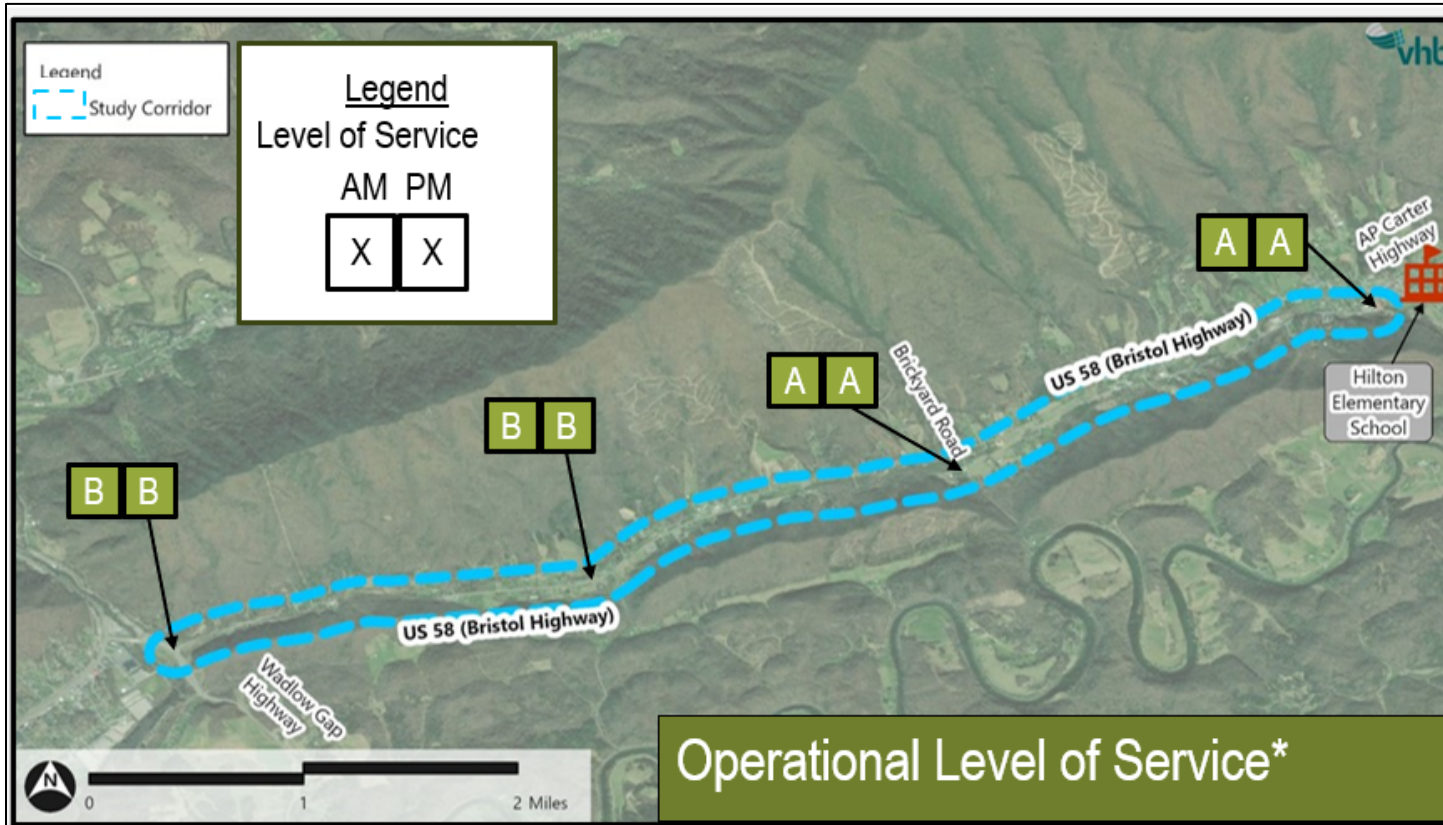 Legend
Study Corridor
Legend
Level of Service
AM PM
X X
vhb
AP Carter
Highway
A A
US 58 (Bristol Highway)
Hilton
Elementary
School
Brickyard Road
A A
B B
B B
US 58 (Bristol Highway)
Wadlow Gap
Highway
N
0 1 2 Miles
Operational Level of Service*